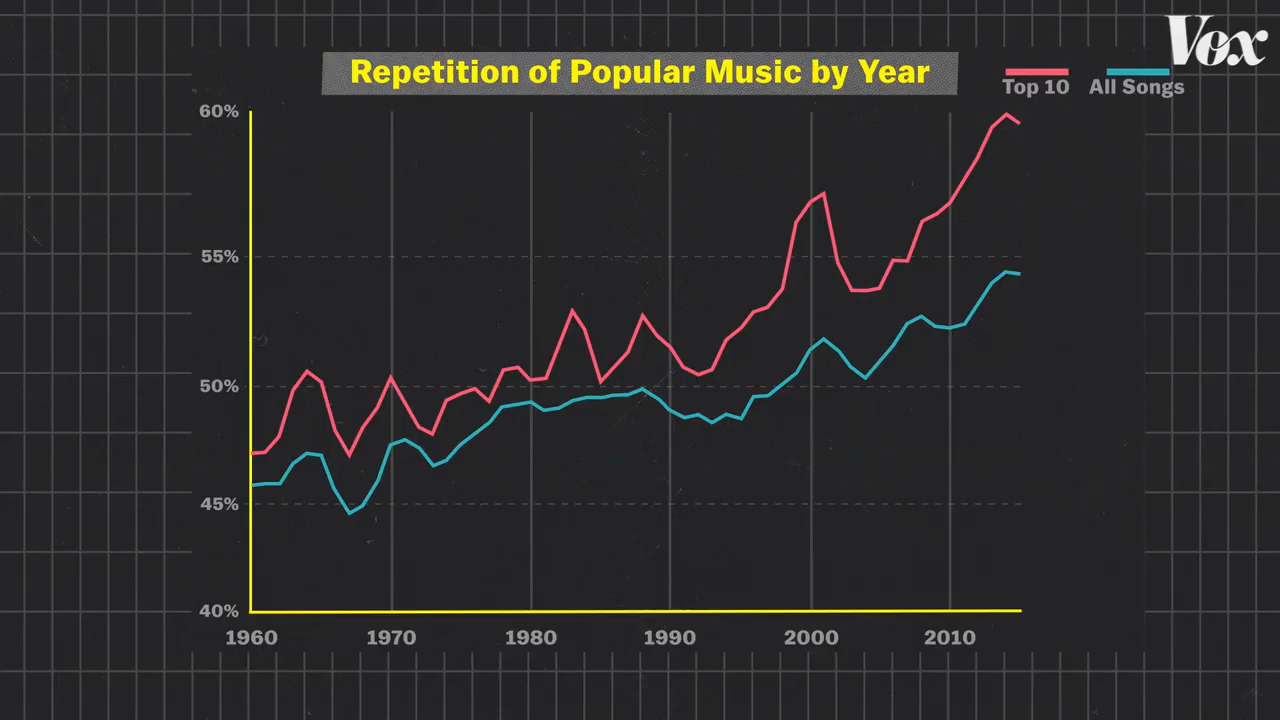 Vox
Repetition of Popular Music by Year
Top 10 All Songs
60%
55%
50%
45%
40%
1960 1970 1980 1990 2000 2010